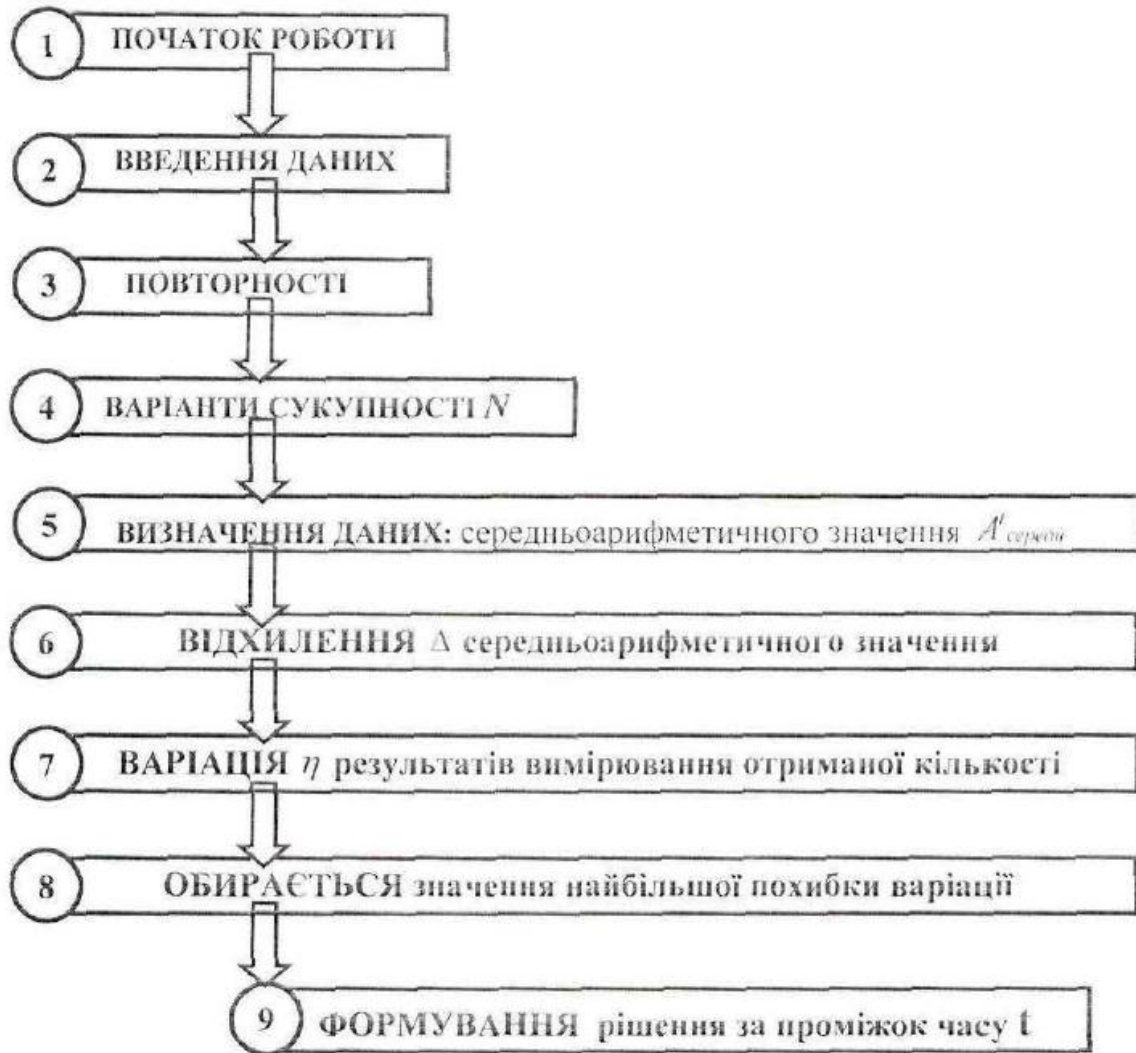 1 ПОЧАТОК РОБОТИ
2 ВВЕДЕННЯ ДАНИХ
3 ПОВТОРНОСТІ
4 ВАРІАНТИ СУКУПНОСТІ N
5 ВИЗНАЧЕННЯ ДАНИХ: середньоарифметичного значення A'
6 ВІДХИЛЕННЯ Δ середньоарифметичного значення
7 ВАРІАЦІЯ η результатів вимірювання отриманої кількості
8 ОБИРАЄТЬСЯ значення найбільшої похибки варіації
9 ФОРМУВАННЯ рішення за проміжок часу t